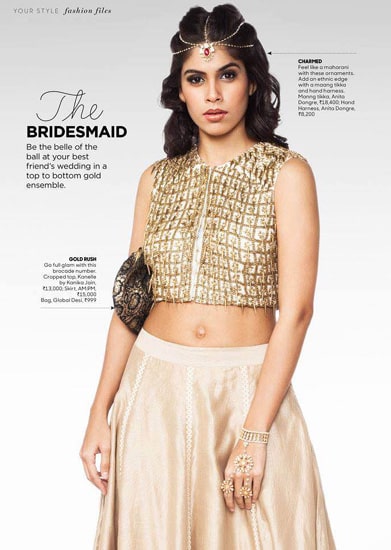 YOUR STYLE fashion files
The
BRIDESMAID
Be the belle of the
ball at your best
friend's wedding in a
top to bottom gold
ensemble.
CHARMED
Feel like a maharani
with these ornaments.
Add an ethnic edge
with a maang tikka
and hand harness.
Maang tikka, Anita
Dongre, ₹18,400; Hand
Harness, Anita Dongre,
₹8,200
GOLD RUSH
Go full glam with this
brocade number.
Cropped top, Kanelle
by Kanika Jain,
₹13,000; Skirt, AM:PM,
₹15,000
Bag, Global Desi, ₹999